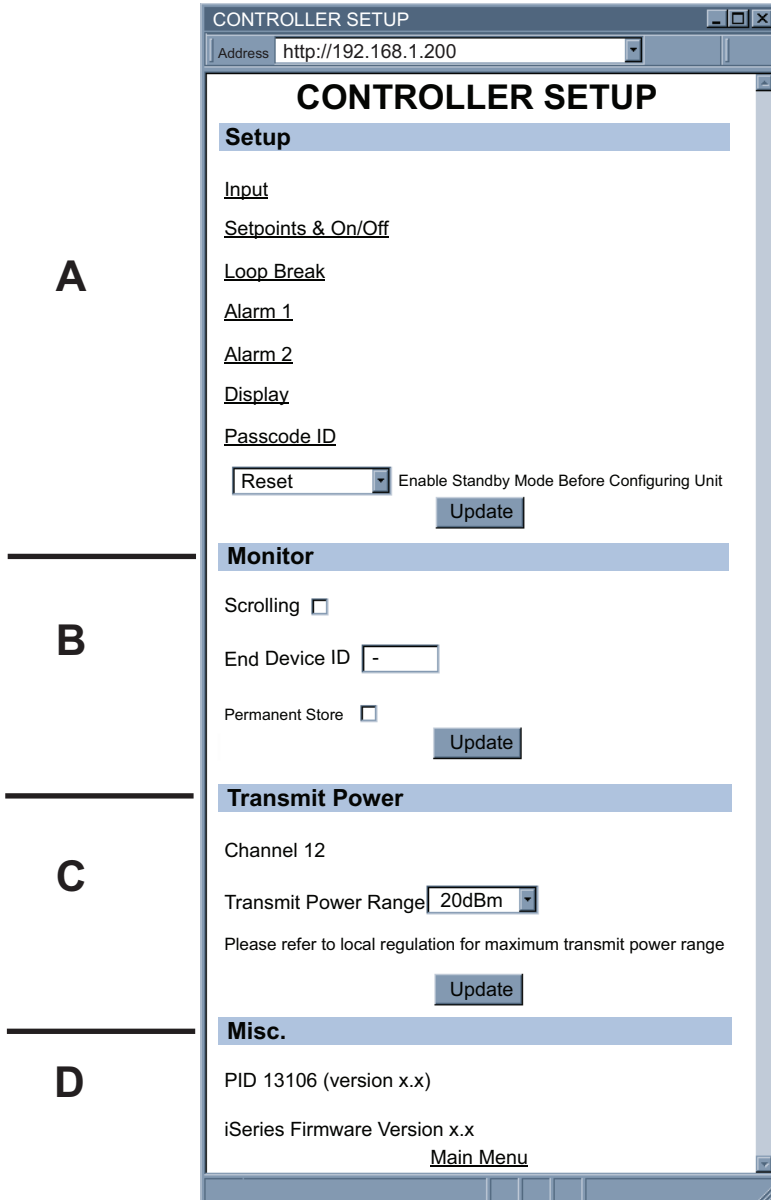 CONTROLLER SETUP
Address http://192.168.1.200
CONTROLLER SETUP
Setup
Input
Setpoints & On/Off
Loop Break
A
Alarm 1
Alarm 2
Display
Passcode ID
Reset Enable Standby Mode Before Configuring Unit
Update
Monitor
Scrolling
B
End Device ID -
Permanent Store
Update
Transmit Power
Channel 12
C
Transmit Power Range 20dBm
Please refer to local regulation for maximum transmit power range
Update
Misc.
D
PID 13106 (version x.x)
iSeries Firmware Version x.x
Main Menu